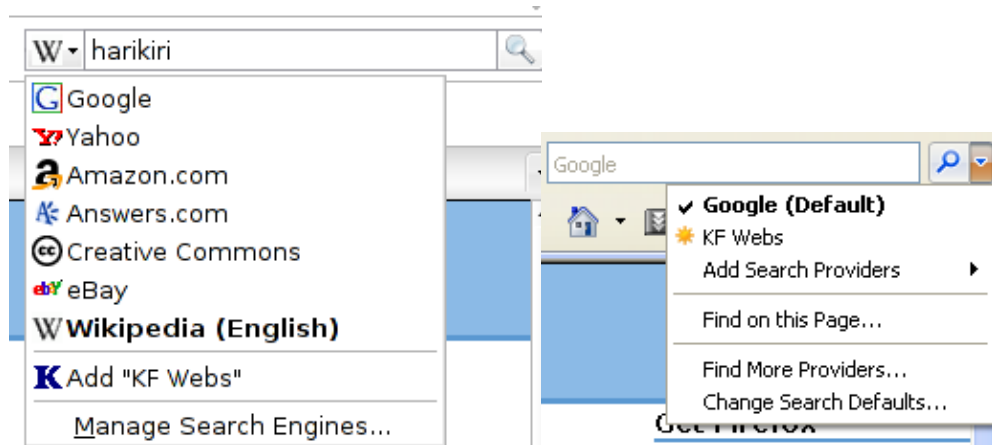 W harikiri
Google
Yahoo
Amazon.com
Answers.com
Creative Commons
eBay
Wikipedia (English)
Add "KF Webs"
Manage Search Engines...
Google
Google (Default)
KF Webs
Add Search Providers
Find on this Page...
Find More Providers...
Change Search Defaults...
Get Firefox